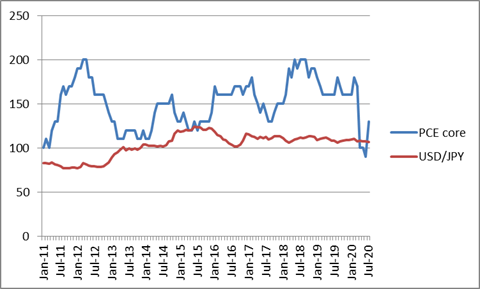 250
200
150
100
50
0
Jan-11
Jul-11
Jan-12
Jul-12
Jan-13
Jul-13
Jan-14
Jul-14
Jan-15
Jul-15
Jan-16
Jul-16
Jan-17
Jul-17
Jan-18
Jul-18
Jan-19
Jul-19
Jan-20
Jul-20
PCE core
USD/JPY